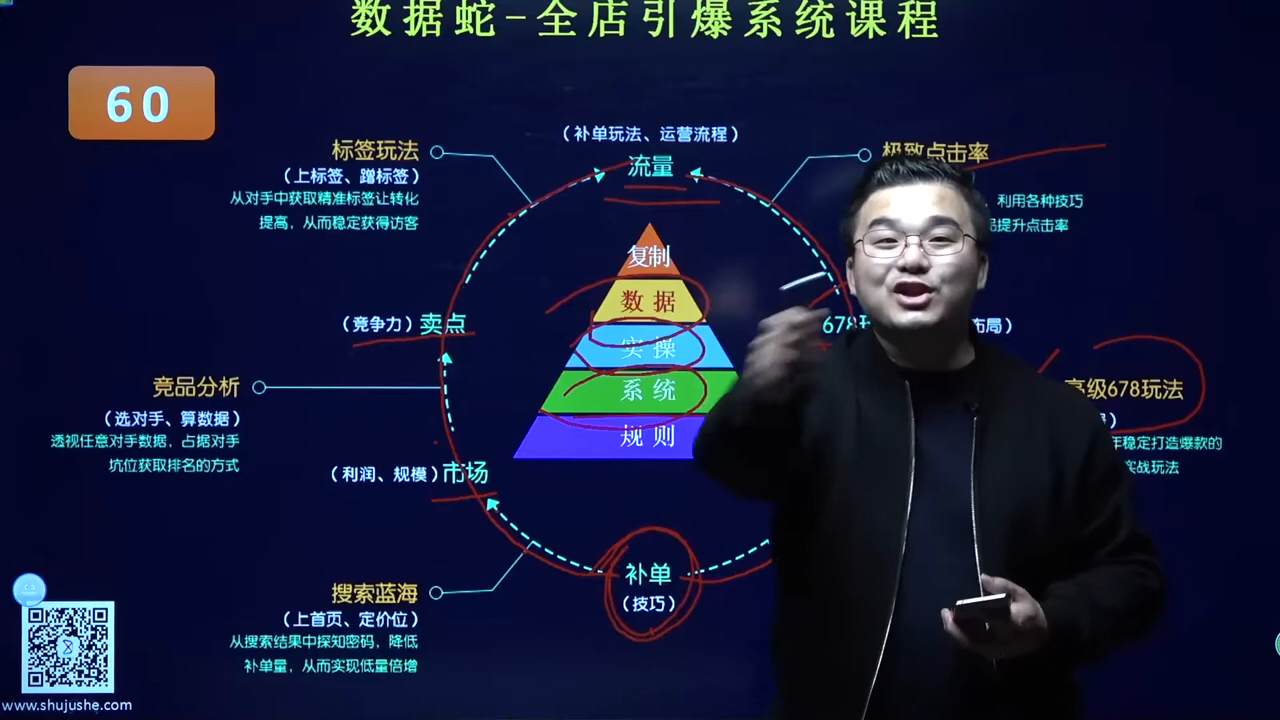 数据蛇-全店引爆系统课程
60
标签玩法
（上标签、蹭标签）
从对手中获取精准标签让转化
提高，从而稳定获得访客
（补单玩法、运营流程）
流量
极致点击率
利用各种技巧
提升点击率
复制
数据
实操
系统
规则
（竞争力）卖点
678
布局）
竞品分析
（选对手、算数据）
透视任意对手数据，占据对手
坑位获取排名的方式
高级678玩法
年稳定打造爆款的
实战玩法
（利润、规模）市场
补单
（技巧）
搜索蓝海
（上首页、定价位）
从搜索结果中探知密码，降低
补单量，从而实现低量倍增
www.shujushe.com